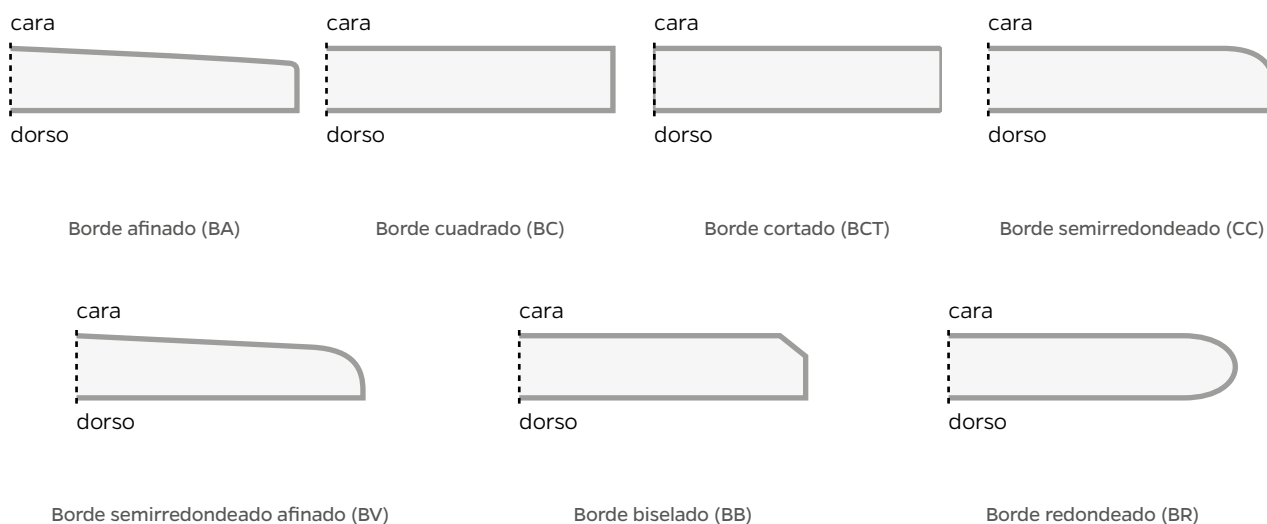 cara
cara
cara
cara
dorso
dorso
dorso
dorso
Borde afinado (BA)
Borde cuadrado (BC)
Borde cortado (BCT)
Borde semirredondeado (CC)
cara
cara
cara
dorso
dorso
dorso
Borde semirredondeado afinado (BV)
Borde biselado (BB)
Borde redondeado (BR)